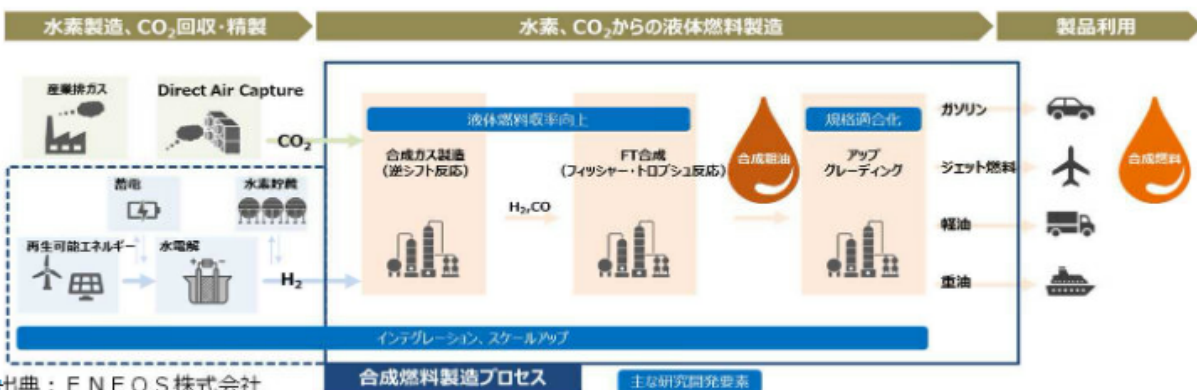 水素製造、CO₂回収・精製
水素、CO₂からの液体燃料製造
製品利用
産業排ガス
Direct Air Capture
CO₂
蓄電
水素貯蔵
再生可能エネルギー
水電解
H₂
液体燃料収率向上
合成ガス製造
(逆シフト反応)
H₂,CO
FT合成
(フィッシャー・トロプシュ反応)
合成粗油
規格適合化
アップ
グレーディング
ガソリン
ジェット燃料
軽油
重油
合成燃料
インテグレーション、スケールアップ
合成燃料製造プロセス
主な研究開発要素
出典：ENEOS株式会社